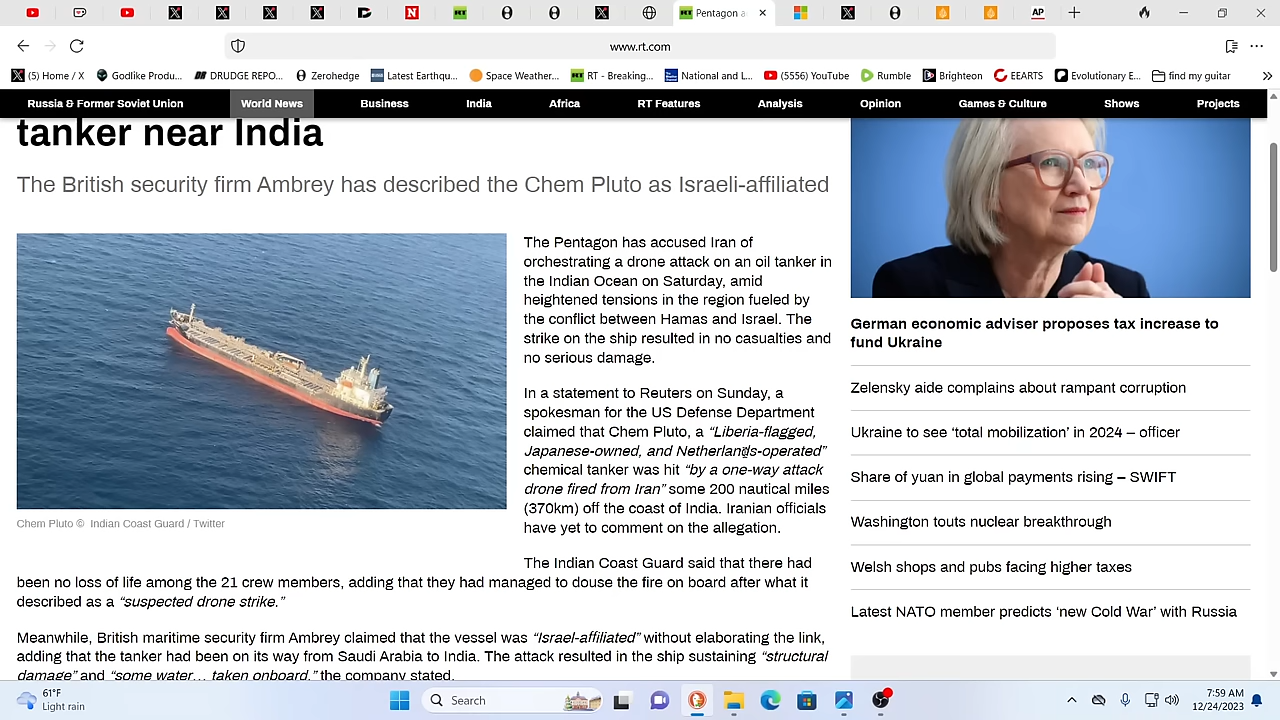 Pentagon a
AP
www.rt.com
(5) Home / X
Godlike Produ...
DRUDGE REPO...
Zerohedge
Latest Earthqu...
Space Weather...
RT - Breaking...
National and L...
(5556) YouTube
Rumble
Brighteon
EEARTS
Evolutionary E...
find my guitar
Russia & Former Soviet Union
World News
Business
India
Africa
RT Features
Analysis
Opinion
Games & Culture
Shows
Projects
tanker near India
The British security firm Ambrey has described the Chem Pluto as Israeli-affiliated
The Pentagon has accused Iran of
orchestrating a drone attack on an oil tanker in
the Indian Ocean on Saturday, amid
heightened tensions in the region fueled by
the conflict between Hamas and Israel. The
strike on the ship resulted in no casualties and
no serious damage.
In a statement to Reuters on Sunday, a
spokesman for the US Defense Department
claimed that Chem Pluto, a “Liberia-flagged,
Japanese-owned, and Netherlands-operated”
chemical tanker was hit “by a one-way attack
drone fired from Iran” some 200 nautical miles
(370km) off the coast of India. Iranian officials
have yet to comment on the allegation.
Chem Pluto © Indian Coast Guard / Twitter
The Indian Coast Guard said that there had
been no loss of life among the 21 crew members, adding that they had managed to douse the fire on board after what it
described as a “suspected drone strike.”
Meanwhile, British maritime security firm Ambrey claimed that the vessel was “Israel-affiliated” without elaborating the link,
adding that the tanker had been on its way from Saudi Arabia to India. The attack resulted in the ship sustaining “structural
damage” and “some water… taken onboard,” the company stated.
German economic adviser proposes tax increase to
fund Ukraine
Zelensky aide complains about rampant corruption
Ukraine to see ‘total mobilization’ in 2024 – officer
Share of yuan in global payments rising – SWIFT
Washington touts nuclear breakthrough
Welsh shops and pubs facing higher taxes
Latest NATO member predicts ‘new Cold War’ with Russia
61°F
Light rain
Search
7:59 AM
12/24/2023